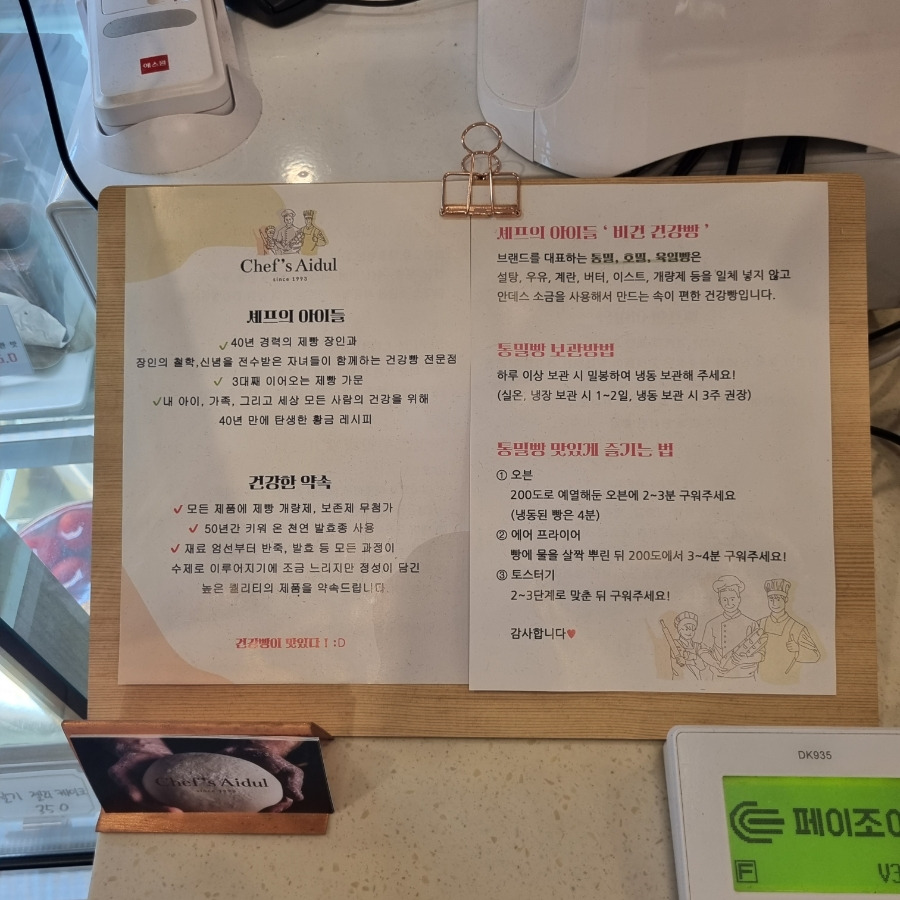 에스원
Chef's Aidul
since 1990
셰프의 아이들
40년 경력의 제빵 장인과
장인의 철학,신념을 전수받은 자녀들이 함께하는 건강빵 전문점
3대째 이어오는 제빵 가문
내 아이, 가족, 그리고 세상 모든 사람의 건강을 위해
40년 만에 탄생한 황금 레시피
건강한 약속
모든 제품에 제빵 개량제, 보존제 무첨가
50년간 키워 온 천연 발효종 사용
재료 엄선부터 반죽, 발효 등 모든 과정이
수제로 이루어지기에 조금 느리지만 정성이 담긴
높은 퀄리티의 제품을 약속드립니다.
건강빵이 맛있다 ! :D
셰프의 아이들 ' 비건 건강빵 '
브랜드를 대표하는 통밀, 호밀, 육일빵은
설탕, 우유, 계란, 버터, 이스트, 개량제 등을 일체 넣지 않고
안데스 소금을 사용해서 만드는 속이 편한 건강빵입니다.
통밀빵 보관방법
하루 이상 보관 시 밀봉하여 냉동 보관해 주세요!
(실온, 냉장 보관 시 1~2일, 냉동 보관 시 3주 권장)
통밀빵 맛있게 즐기는 법
① 오븐
200도로 예열해둔 오븐에 2~3분 구워주세요
(냉동된 빵은 4분)
② 에어 프라이어
빵에 물을 살짝 뿌린 뒤 200도에서 3~4분 구워주세요!
③ 토스터기
2~3단계로 맞춘 뒤 구워주세요!
감사합니다♥
Chef's Aidul
DK935
페이조이
F
V3